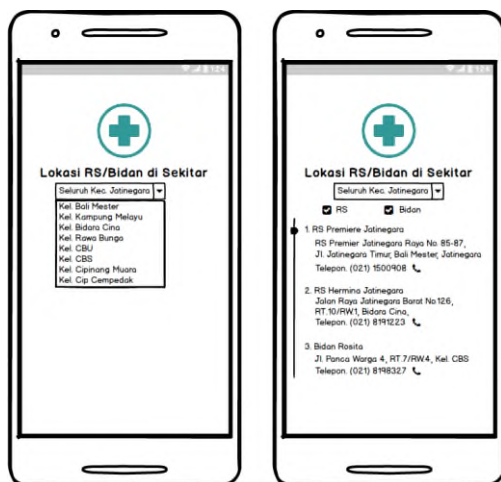 12:4
Lokasi RS/Bidan di Sekitar
Seluruh Kec. Jatinegara
Kel. Bali Mester
Kel. Kampung Melayu
Kel. Bidara Cina
Kel. Rawa Bunga
Kel. CBU
Kel. CBS
Kel. Cipinang Muara
Kel. Cip Cempedak
12:4
Lokasi RS/Bidan di Sekitar
Seluruh Kec. Jatinegara
RS Bidan
1. RS Premiere Jatinegara
RS Premier Jatinegara Raya No. 85-87,
Jl. Jatinegara Timur, Bali Mester, Jatinegara
Telepon. (021) 1500908
2. RS Hermina Jatinegara
Jalan Raya Jatinegara Barat No 126,
RT.10/RW1, Bidara Cina,
Telepon. (021) 8191223
3. Bidan Rosita
Jl. Panca Warga 4, RT.7/RW4, Kel. CBS
Telepon. (021) 8198327